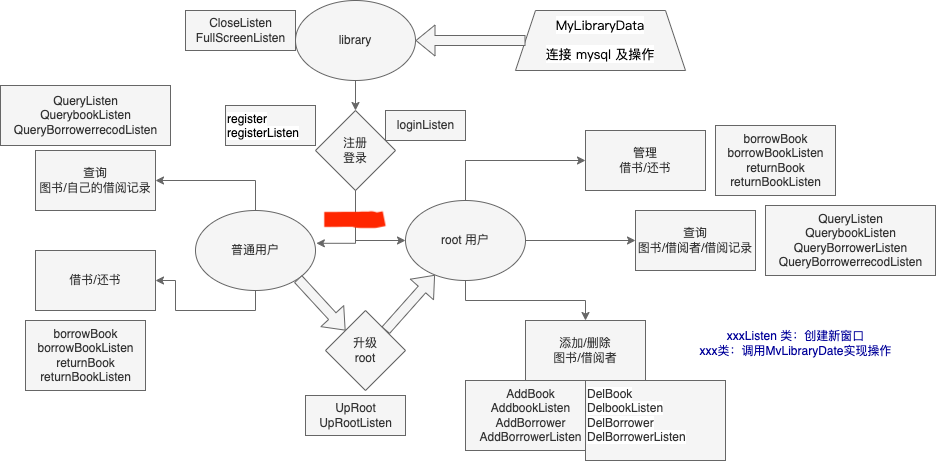 CloseListen
FullScreenListen
library
MyLibraryData
连接 mysql 及操作
QueryListen
QuerybookListen
QueryBorrowerrecodListen
register
registerListen
loginListen
注册
登录
查询
图书/自己的借阅记录
管理
借书/还书
borrowBook
borrowBookListen
returnBook
returnBookListen
普通用户
root 用户
查询
图书/借阅者/借阅记录
QueryListen
QuerybookListen
QueryBorrowerListen
QueryBorrowerrecodListen
借书/还书
borrowBook
borrowBookListen
returnBook
returnBookListen
升级
root
UpRoot
UpRootListen
添加/删除
图书/借阅者
AddBook
AddbookListen
AddBorrower
AddBorrowerListen
DelBook
DelbookListen
DelBorrower
DelBorrowerListen
xxxListen 类：创建新窗口
xxx类：调用MvLibraryDate实现操作